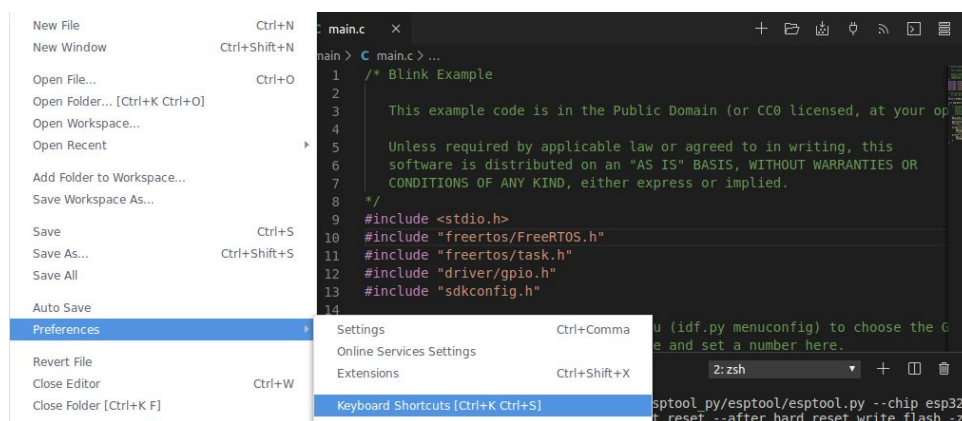 New File Ctrl+N
New Window Ctrl+Shift+N
Open File... Ctrl+O
Open Folder... [Ctrl+K Ctrl+O]
Open Workspace...
Open Recent
Add Folder to Workspace...
Save Workspace As...
Save Ctrl+S
Save As... Ctrl+Shift+S
Save All
Auto Save
Preferences
Revert File
Close Editor Ctrl+W
Close Folder [Ctrl+K F]
Settings Ctrl+Comma
Online Services Settings
Extensions Ctrl+Shift+X
Keyboard Shortcuts [Ctrl+K Ctrl+S]
main.c
main > C main.c > ...
1 /* Blink Example
2
3 This example code is in the Public Domain (or CC0 licensed, at your op
4
5 Unless required by applicable law or agreed to in writing, this
6 software is distributed on an "AS IS" BASIS, WITHOUT WARRANTIES OR
7 CONDITIONS OF ANY KIND, either express or implied.
8 */
9 #include <stdio.h>
10 #include "freertos/FreeRTOS.h"
11 #include "freertos/task.h"
12 #include "driver/gpio.h"
13 #include "sdkconfig.h"
14
u (idf.py menuconfig) to choose the G
e and set a number here.
2: zsh
sptool_py/esptool/esptool.py --chip esp32
t_reset --after hard_reset write_flash -z